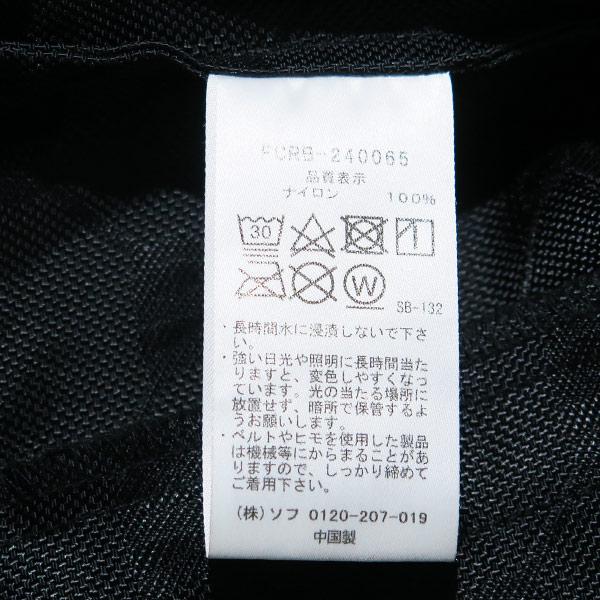 FCRB-240065
品質表示
ナイロン 100%
30
W
SB-132
・長時間水に浸漬しないで下さ
い。
・強い日光や照明に長時間当た
りますと、変色しやすくなっ
ています。光の当たる場所に
放置せず、暗所で保管するよ
うお願いします。
・ベルトやヒモを使用した製品
は機械等にからまることがあ
りますので、しっかり締めて
ご着用下さい。
(株)ソフ 0120-207-019
中国製